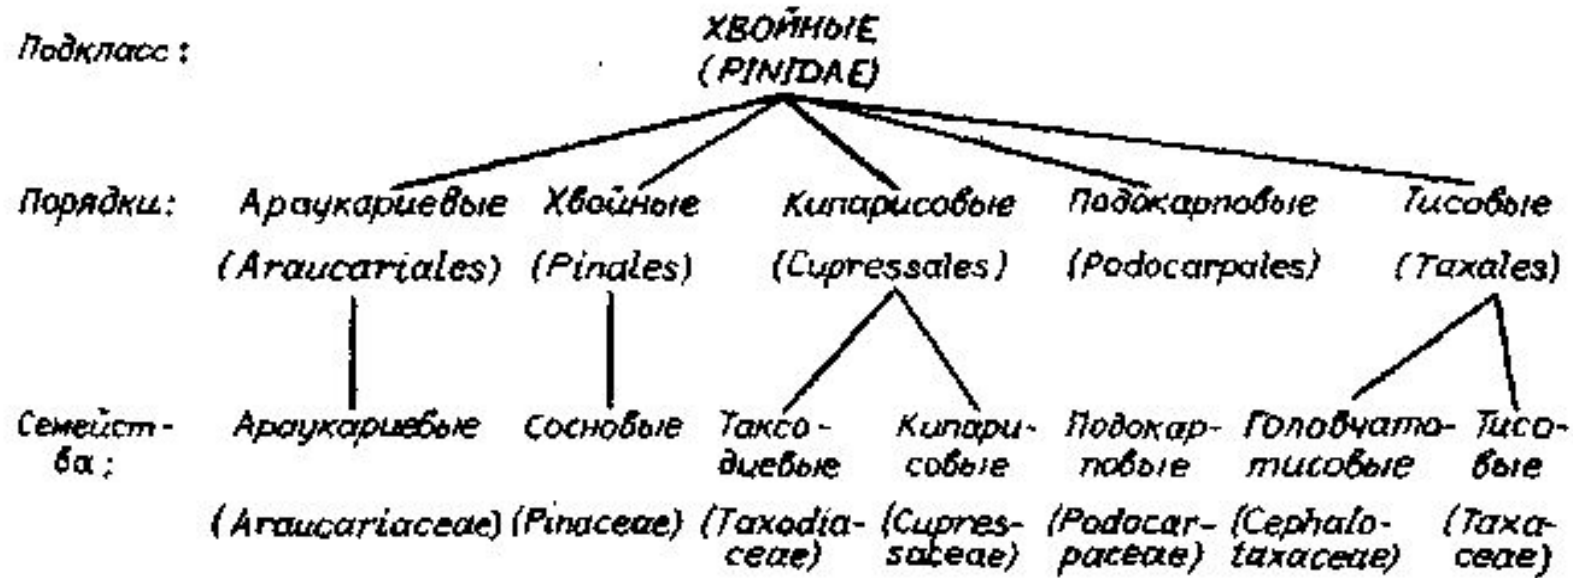 Подкласс:
ХВОЙНЫЕ
(PINIDAE)
Порядки: Араукариевые Хвойные Кипарисовые Подокарповые Тисовые
(Araucariales) (Pinales) (Cupressales) (Podocarpales) (Taxales)
Семейст- Араукариевые Сосновые Таксо- Кипари- Подокар- Головчато- Тисо-
ва: диевые совые повые тисовые вые
(Araucariaceae) (Pinaceae) (Taxodia- (Cupres- (Podocar- (Cephalo- (Taxa-
ceae) saceae) paceae) taxaceae) ceae)